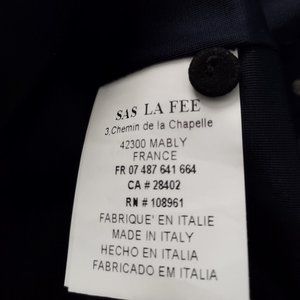 SAS LA FEE
3,Chemin de la Chapelle
42300 MABLY
FRANCE
FR 07 487 641 664
CA # 28402
RN # 108961
FABRIQUE' EN ITALIE
MADE IN ITALY
HECHO EN ITALIA
FABRICADO EM ITALIA